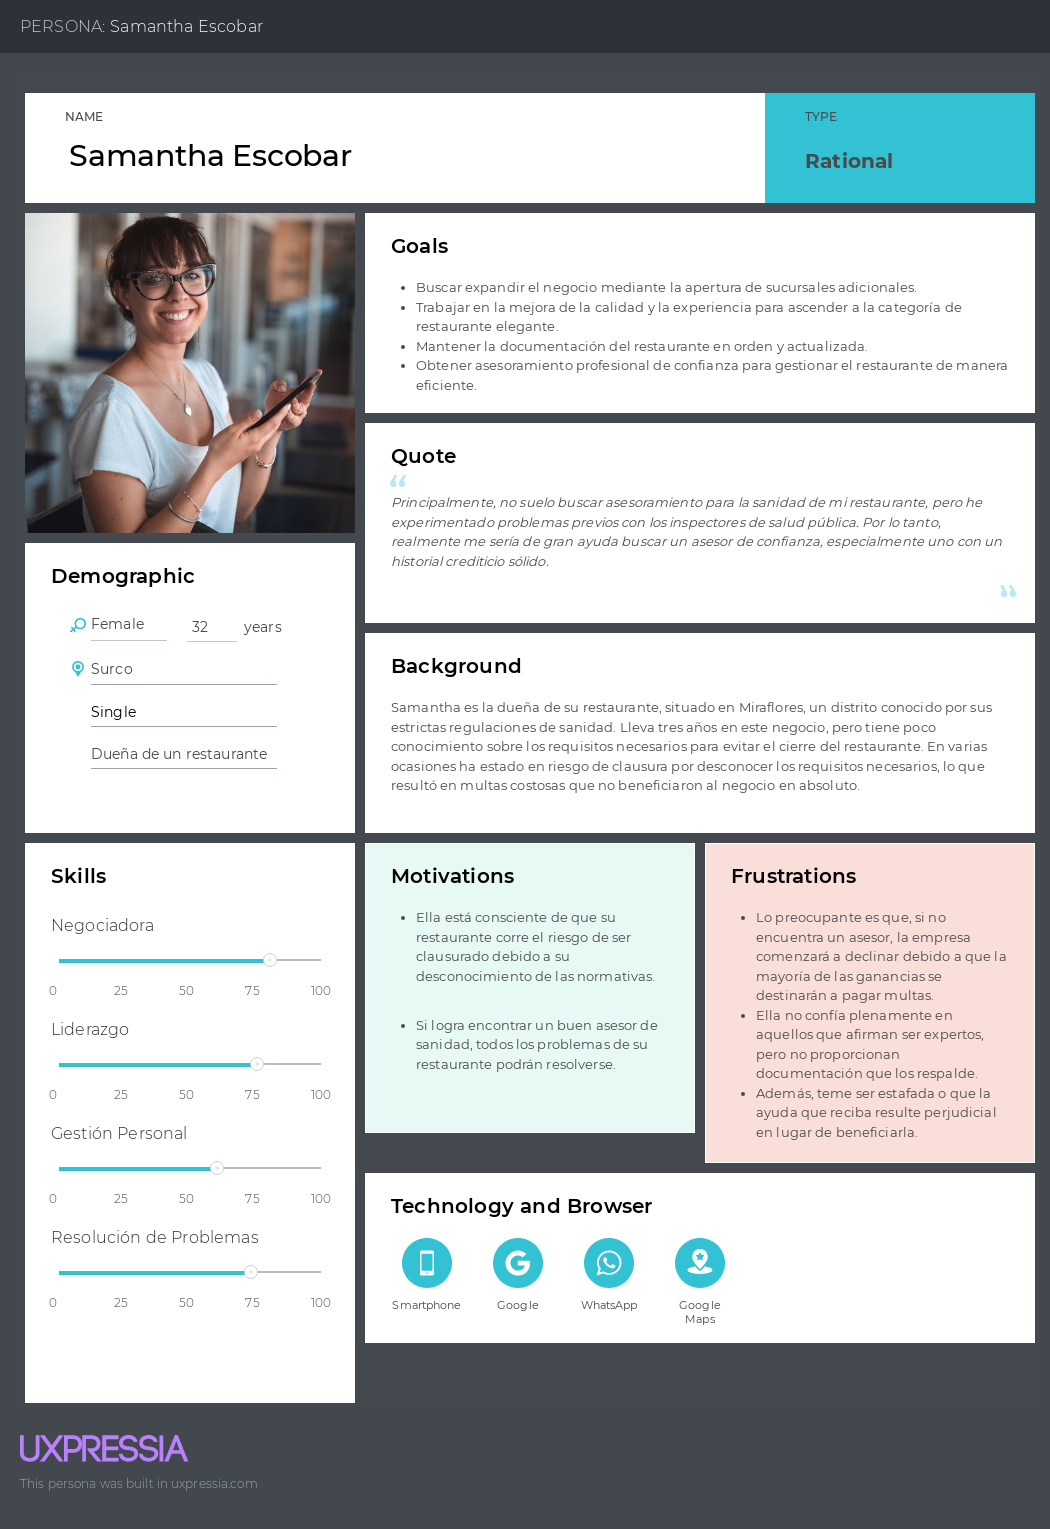 PERSONA: Samantha Escobar
NAME
Samantha Escobar
TYPE
Rational
Goals
• Buscar expandir el negocio mediante la apertura de sucursales adicionales.
• Trabajar en la mejora de la calidad y la experiencia para ascender a la categoría de
restaurante elegante.
• Mantener la documentación del restaurante en orden y actualizada.
• Obtener asesoramiento profesional de confianza para gestionar el restaurante de manera
eficiente.
Quote
“
Principalmente, no suelo buscar asesoramiento para la sanidad de mi restaurante, pero he
experimentado problemas previos con los inspectores de salud pública. Por lo tanto,
realmente me sería de gran ayuda buscar un asesor de confianza, especialmente uno con un
historial crediticio sólido.
”
Demographic
Female 32 years
Surco
Single
Dueña de un restaurante
Background
Samantha es la dueña de su restaurante, situado en Miraflores, un distrito conocido por sus
estrictas regulaciones de sanidad. Lleva tres años en este negocio, pero tiene poco
conocimiento sobre los requisitos necesarios para evitar el cierre del restaurante. En varias
ocasiones ha estado en riesgo de clausura por desconocer los requisitos necesarios, lo que
resultó en multas costosas que no beneficiaron al negocio en absoluto.
Skills
Negociadora
0 25 50 75 100
Liderazgo
0 25 50 75 100
Gestión Personal
0 25 50 75 100
Resolución de Problemas
0 25 50 75 100
Motivations
• Ella está consciente de que su
restaurante corre el riesgo de ser
clausurado debido a su
desconocimiento de las normativas.
• Si logra encontrar un buen asesor de
sanidad, todos los problemas de su
restaurante podrán resolverse.
Frustrations
• Lo preocupante es que, si no
encuentra un asesor, la empresa
comenzará a declinar debido a que la
mayoría de las ganancias se
destinarán a pagar multas.
• Ella no confía plenamente en
aquellos que afirman ser expertos,
pero no proporcionan
documentación que los respalde.
• Además, teme ser estafada o que la
ayuda que reciba resulte perjudicial
en lugar de beneficiarla.
Technology and Browser
Smartphone
Google
WhatsApp
Google
Maps
UXPRESSIA
This persona was built in uxpressia.com